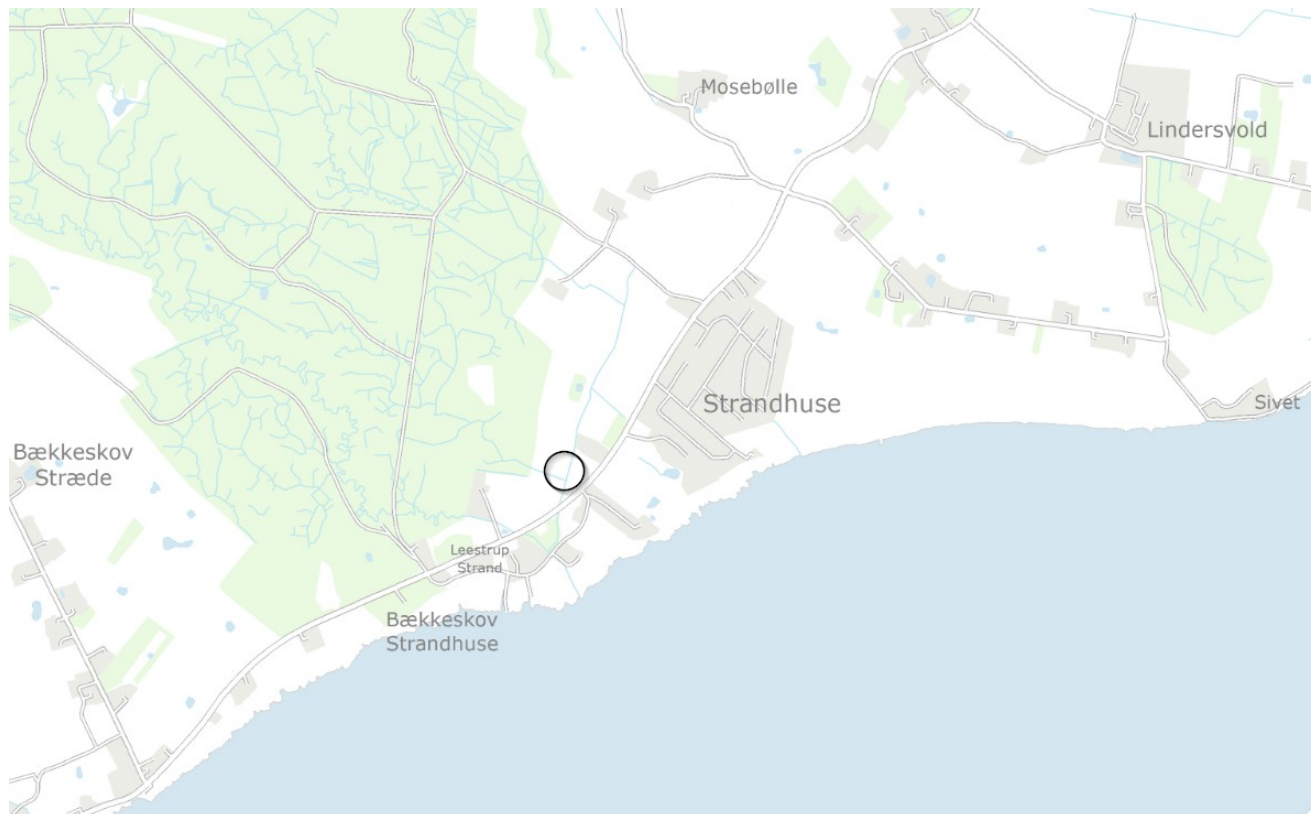 Mosebølle
Lindersvold
Strandhuse
Sivet
Bækkeskov
Stræde
Leestrup
Strand
Bækkeskov
Strandhuse